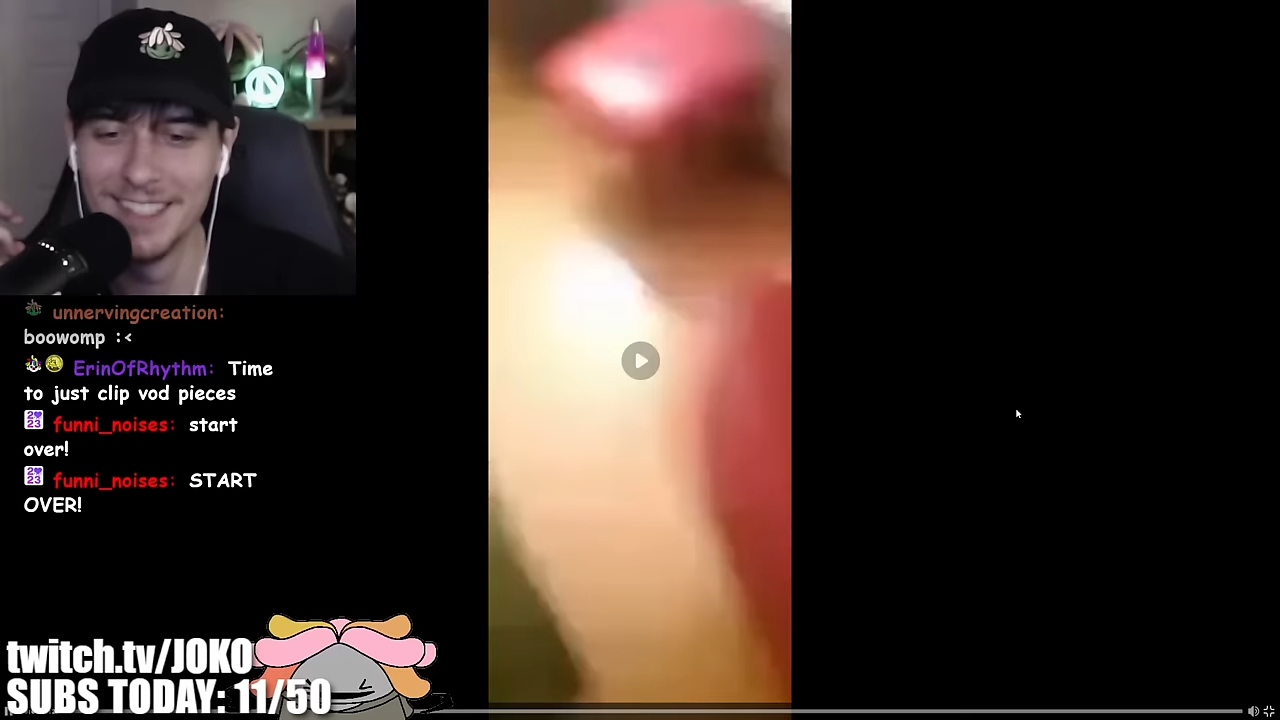 unnervingcreation:
boowomp :<
ErinOfRhythm: Time
to just clip vod pieces
funni_noises: start
over!
funni_noises: START
OVER!
twitch.tv/JOKO
SUBS TODAY: 11/50